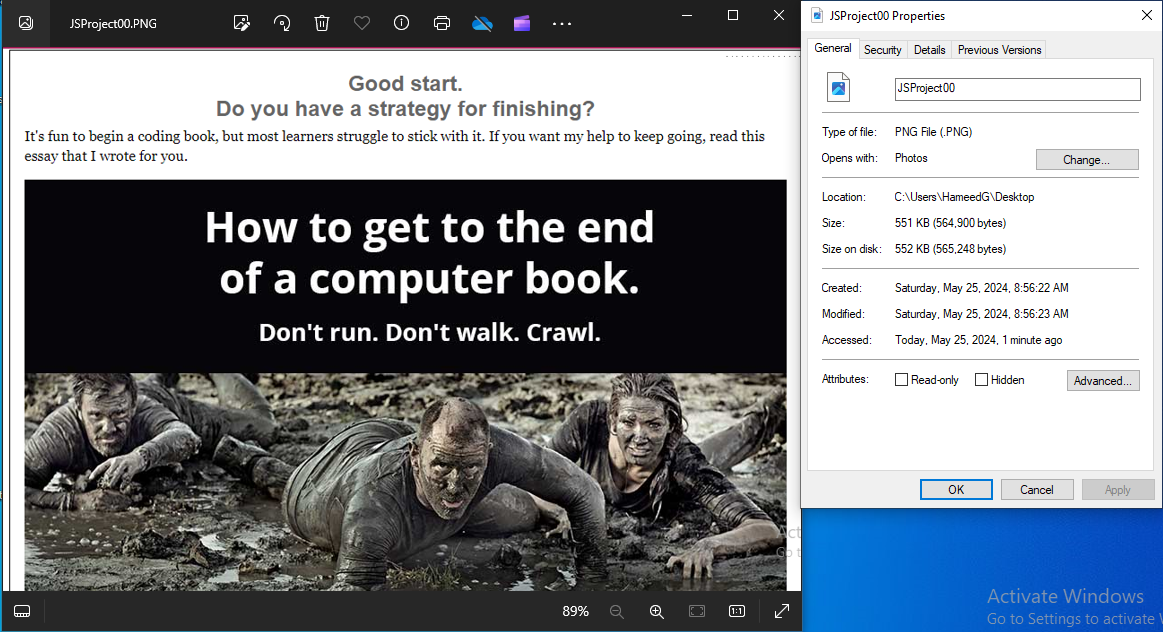 JSProject00.PNG
Good start.
Do you have a strategy for finishing?
It's fun to begin a coding book, but most learners struggle to stick with it. If you want my help to keep going, read this
essay that I wrote for you.
How to get to the end
of a computer book.
Don't run. Don't walk. Crawl.
89%
1:1
JSProject00 Properties
General Security Details Previous Versions
JSProject00
Type of file: PNG File (.PNG)
Opens with: Photos Change...
Location: C:\Users\HameedG\Desktop
Size: 551 KB (564,900 bytes)
Size on disk: 552 KB (565,248 bytes)
Created: Saturday, May 25, 2024, 8:56:22 AM
Modified: Saturday, May 25, 2024, 8:56:23 AM
Accessed: Today, May 25, 2024, 1 minute ago
Attributes: Read-only Hidden Advanced...
OK Cancel Apply
Activate Windows
Go to Settings to activate